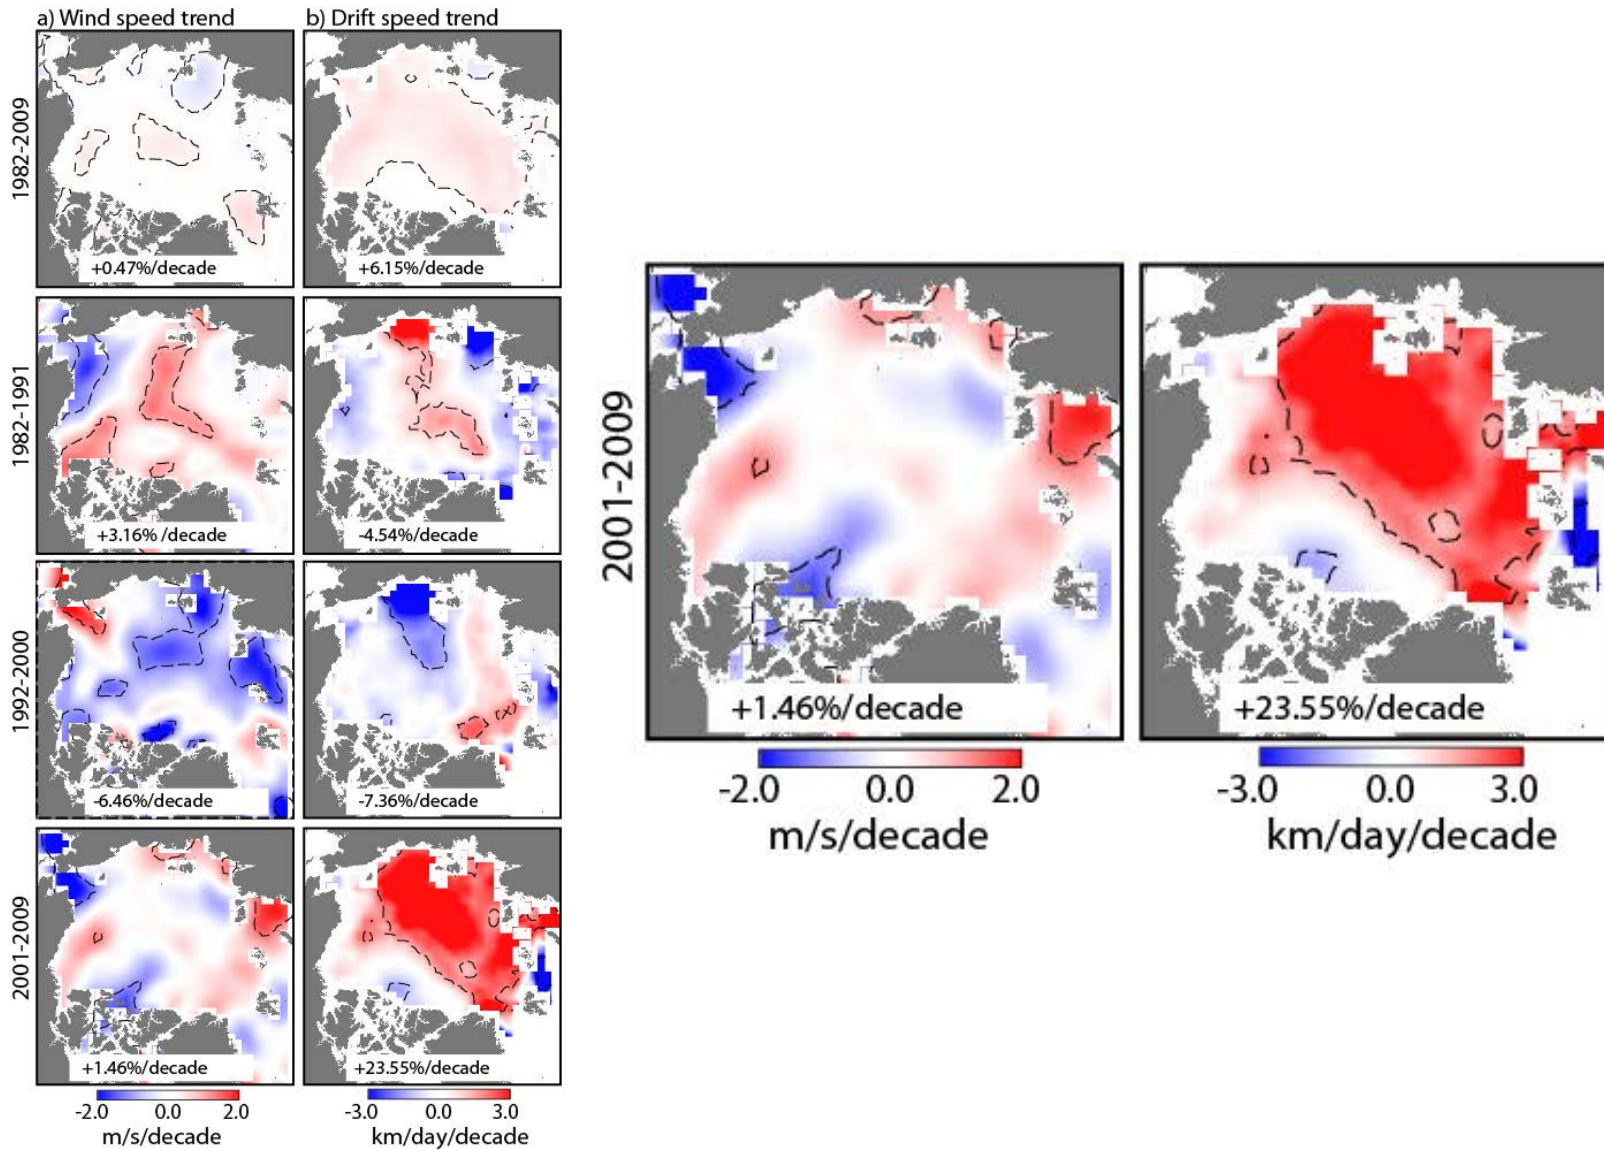 a) Wind speed trend
b) Drift speed trend
1982-2009
+0.47%/decade
+6.15%/decade
1982-1991
+3.16% /decade
-4.54%/decade
1992-2000
-6.46%/decade
-7.36%/decade
2001-2009
+1.46%/decade
+23.55%/decade
-2.0 0.0 2.0
m/s/decade
-3.0 0.0 3.0
km/day/decade
2001-2009
+1.46%/decade
+23.55%/decade
-2.0 0.0 2.0
m/s/decade
-3.0 0.0 3.0
km/day/decade